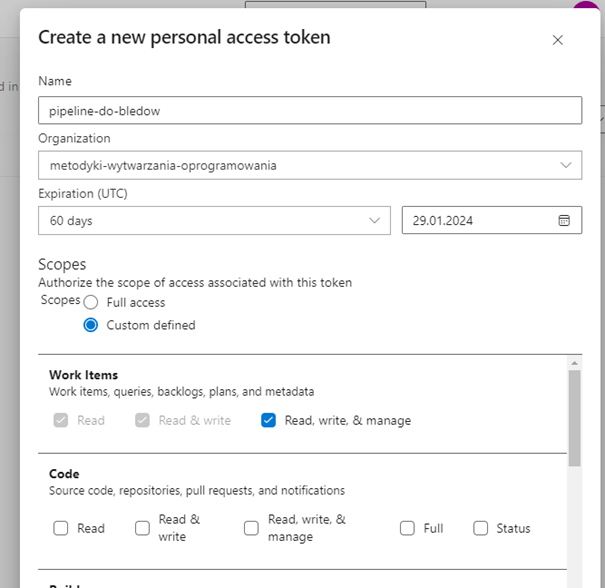 Create a new personal access token
d in
Name
pipeline-do-bledow
Organization
metodyki-wytwarzania-oprogramowania
Expiration (UTC)
60 days
29.01.2024
Scopes
Authorize the scope of access associated with this token
Scopes Full access
Custom defined
Work Items
Work items, queries, backlogs, plans, and metadata
Read Read & write Read, write, & manage
Code
Source code, repositories, pull requests, and notifications
Read Read & write Read, write, & manage Full Status